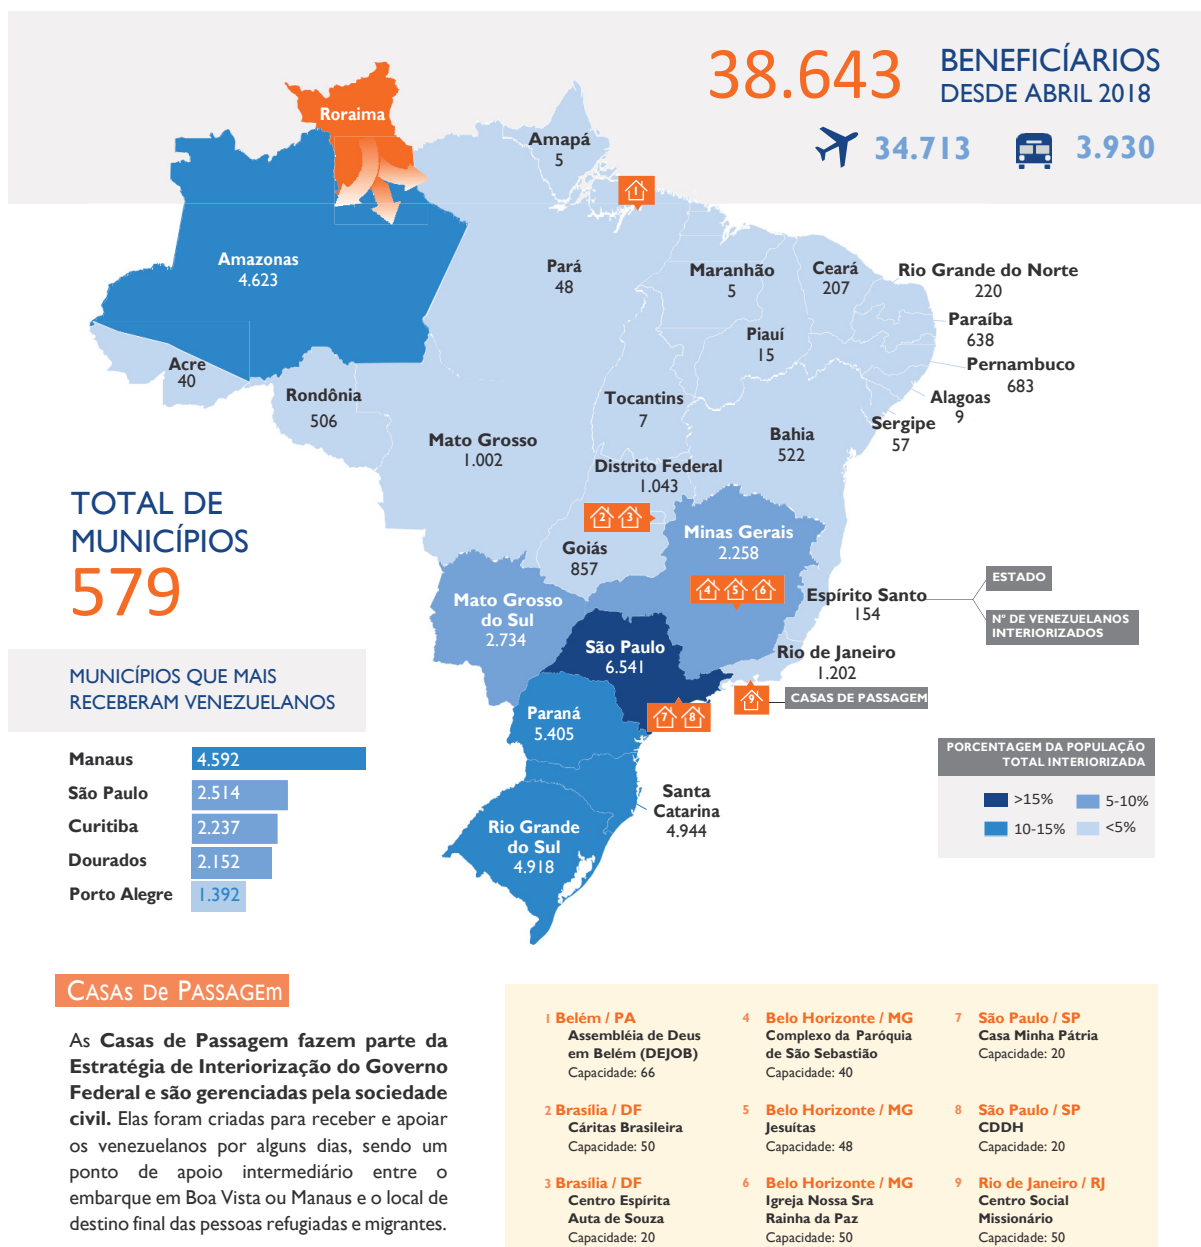 38.643
BENEFICÍARIOS
DESDE ABRIL 2018
34.713
3.930
Roraima
Amapá
5
1
Amazonas
4.623
Pará
48
Maranhão
5
Ceará
207
Rio Grande do Norte
220
Paraíba
638
Piauí
15
Pernambuco
683
Acre
40
Alagoas
9
Rondônia
506
Tocantins
7
Sergipe
57
Bahia
522
Mato Grosso
1.002
Distrito Federal
1.043
2 3
Minas Gerais
2.258
Goiás
857
4 5 6
TOTAL DE
MUNICÍPIOS
579
Mato Grosso
do Sul
2.734
Espírito Santo
154
ESTADO
Nº DE VENEZUELANOS
INTERIORIZADOS
São Paulo
6.541
Rio de Janeiro
1.202
9
CASAS DE PASSAGEM
7 8
Paraná
5.405
Santa
Catarina
4.944
Rio Grande
do Sul
4.918
PORCENTAGEM DA POPULAÇÃO
TOTAL INTERIORIZADA
>15% 5-10%
10-15% <5%
MUNICÍPIOS QUE MAIS
RECEBERAM VENEZUELANOS
Manaus 4.592
São Paulo 2.514
Curitiba 2.237
Dourados 2.152
Porto Alegre 1.392
CASAs De PASSAGEm
As Casas de Passagem fazem parte da
Estratégia de Interiorização do Governo
Federal e são gerenciadas pela sociedade
civil. Elas foram criadas para receber e apoiar
os venezuelanos por alguns dias, sendo um
ponto de apoio intermediário entre o
embarque em Boa Vista ou Manaus e o local de
destino final das pessoas refugiadas e migrantes.
1 Belém / PA
Assembléia de Deus
em Belém (DEJOB)
Capacidade: 66
2 Brasília / DF
Cáritas Brasileira
Capacidade: 50
3 Brasília / DF
Centro Espírita
Auta de Souza
Capacidade: 20
4 Belo Horizonte / MG
Complexo da Paróquia
de São Sebastião
Capacidade: 40
5 Belo Horizonte / MG
Jesuítas
Capacidade: 48
6 Belo Horizonte / MG
Igreja Nossa Sra
Rainha da Paz
Capacidade: 50
7 São Paulo / SP
Casa Minha Pátria
Capacidade: 20
8 São Paulo / SP
CDDH
Capacidade: 20
9 Rio de Janeiro / RJ
Centro Social
Missionário
Capacidade: 50